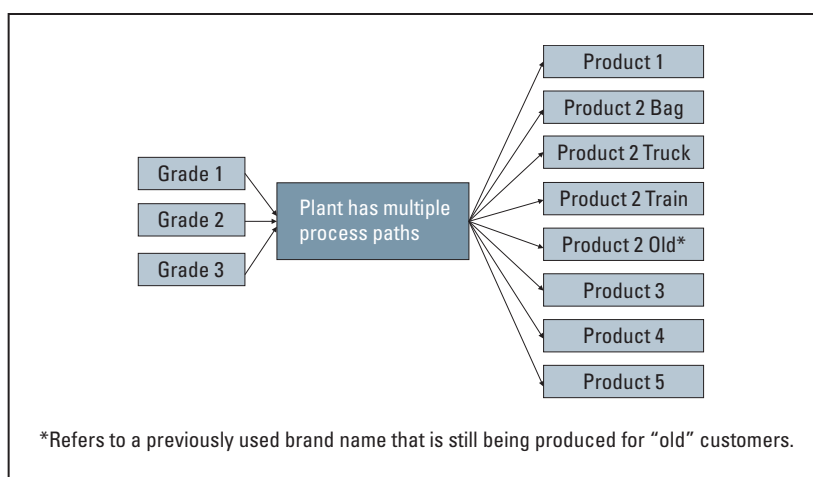 Grade 1
Grade 2
Grade 3
Plant has multiple
process paths
Product 1
Product 2 Bag
Product 2 Truck
Product 2 Train
Product 2 Old*
Product 3
Product 4
Product 5
*Refers to a previously used brand name that is still being produced for “old” customers.